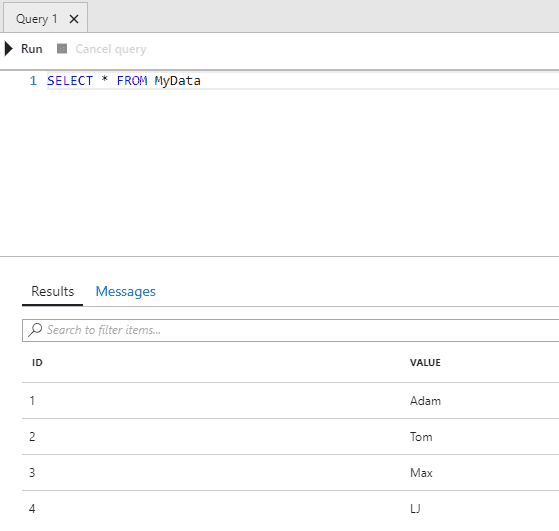 Query 1
Run Cancel query
1 SELECT * FROM MyData
Results Messages
Search to filter items...
ID VALUE
1 Adam
2 Tom
3 Max
4 LJ